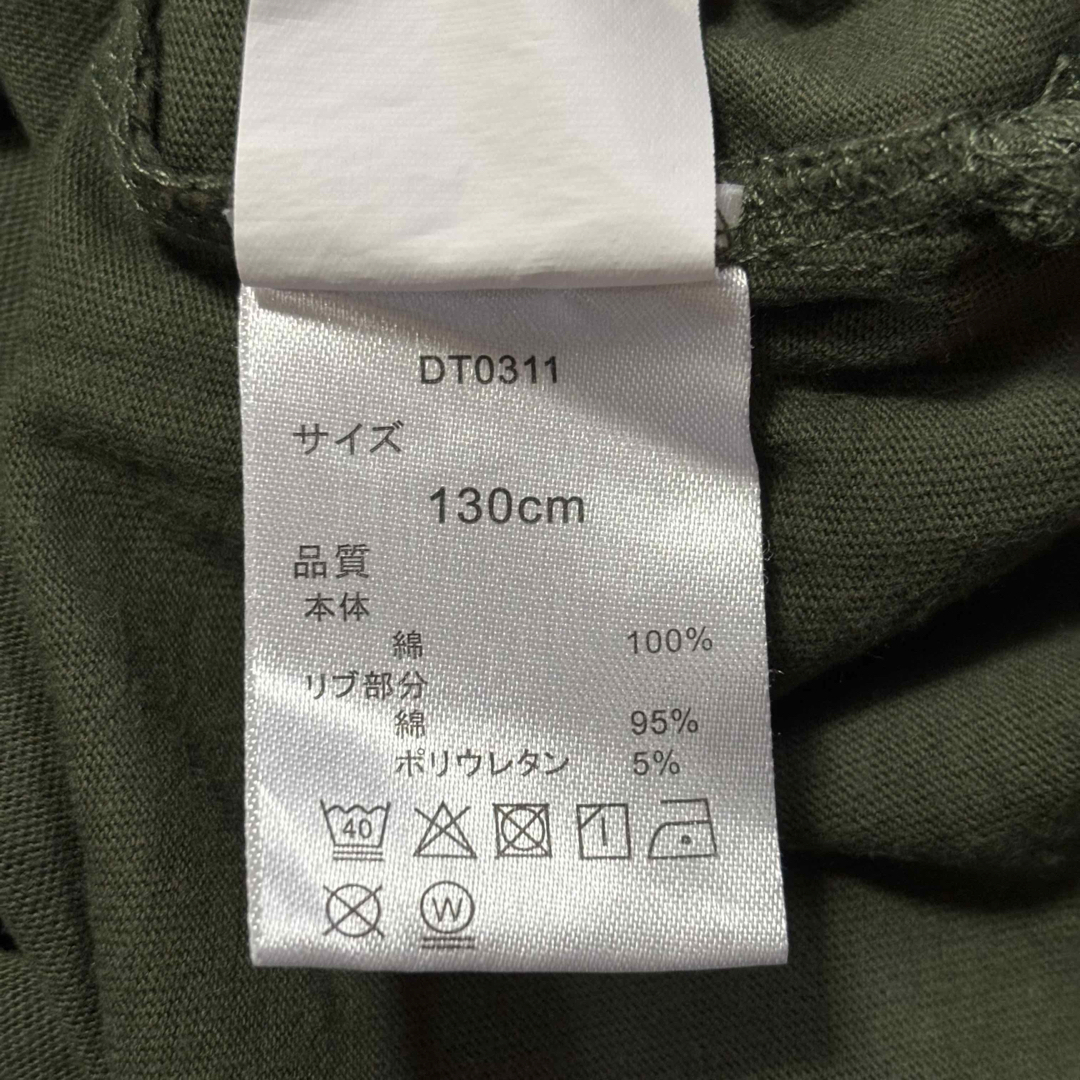 DT0311
サイズ
130cm
品質
本体
綿 100%
リブ部分
綿 95%
ポリウレタン 5%
40
W